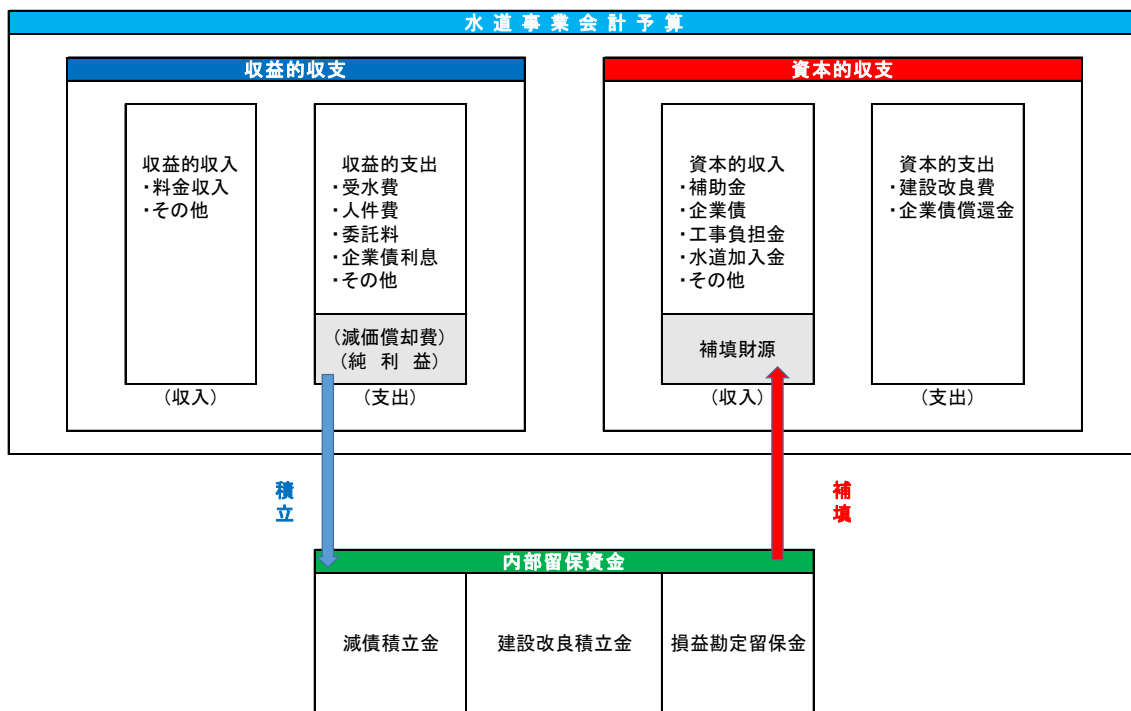 水道事業会計予算
収益的収支
収益的収入
・料金収入
・その他
(収入)
収益的支出
・受水費
・人件費
・委託料
・企業債利息
・その他
(減価償却費)
(純利益)
(支出)
資本的収支
資本的収入
・補助金
・企業債
・工事負担金
・水道加入金
・その他
補填財源
(収入)
資本的支出
・建設改良費
・企業債償還金
(支出)
積立
補填
内部留保資金
減債積立金
建設改良積立金
損益勘定留保金